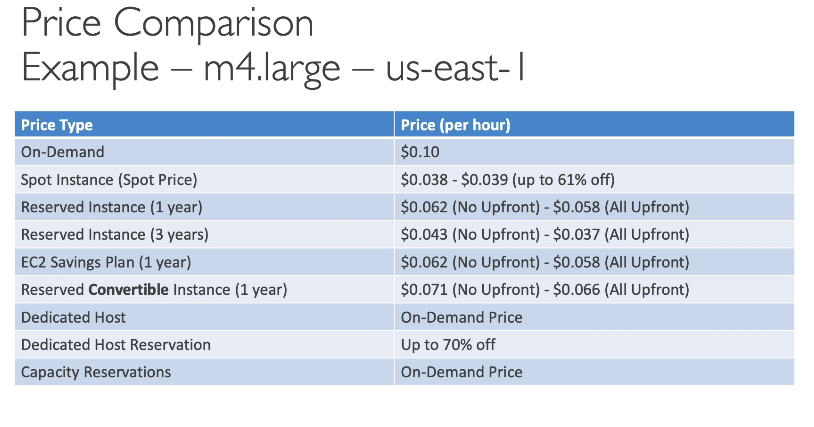 Price Comparison
Example – m4.large – us-east-1
Price Type Price (per hour)
On-Demand $0.10
Spot Instance (Spot Price) $0.038 - $0.039 (up to 61% off)
Reserved Instance (1 year) $0.062 (No Upfront) - $0.058 (All Upfront)
Reserved Instance (3 years) $0.043 (No Upfront) - $0.037 (All Upfront)
EC2 Savings Plan (1 year) $0.062 (No Upfront) - $0.058 (All Upfront)
Reserved Convertible Instance (1 year) $0.071 (No Upfront) - $0.066 (All Upfront)
Dedicated Host On-Demand Price
Dedicated Host Reservation Up to 70% off
Capacity Reservations On-Demand Price